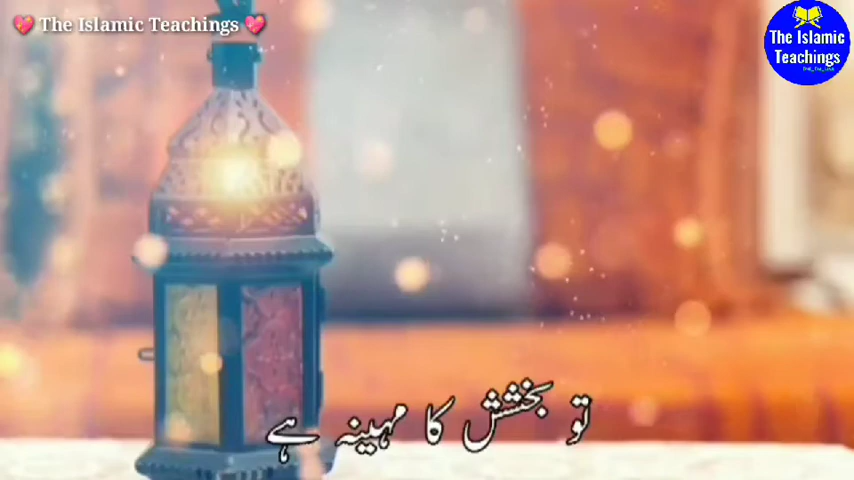 💖 The Islamic Teachings 💖
The Islamic
Teachings
تو بخشش کا مہینہ ہے